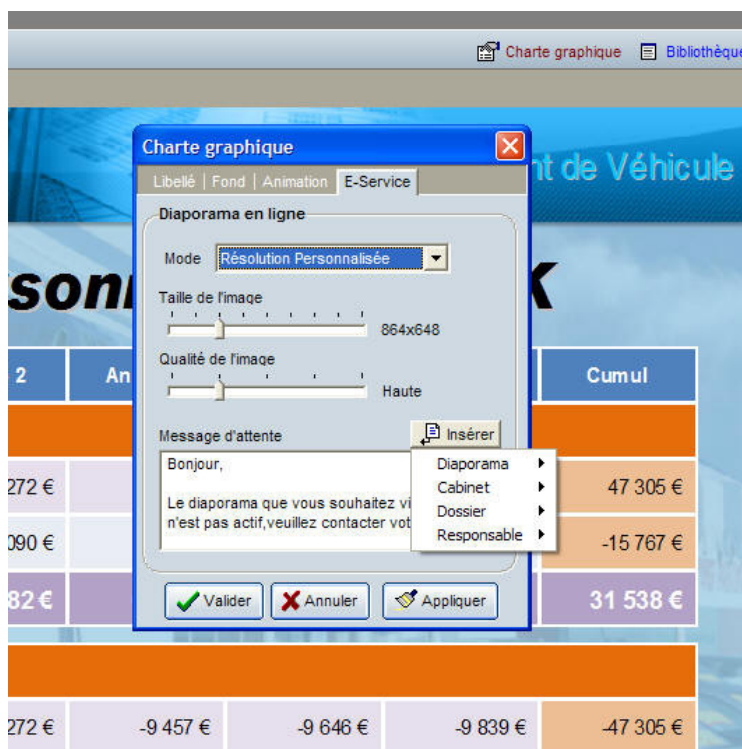 Charte graphique Bibliothèque
nt de Véhicule
Charte graphique
Libellé | Fond | Animation E-Service
Diaporama en ligne
Mode Résolution Personnalisée
Taille de l'image
864x648
Qualité de l'image
Haute
Message d'attente Insérer
Bonjour,
Le diaporama que vous souhaitez vi
n'est pas actif,veuillez contacter vot
Diaporama
Cabinet
Dossier
Responsable
Valider Annuler Appliquer
son K
2 An Cumul
272 € 47 305 €
090 € -15 767 €
82 € 31 538 €
272 € -9 457 € -9 646 € -9 839 € -47 305 €